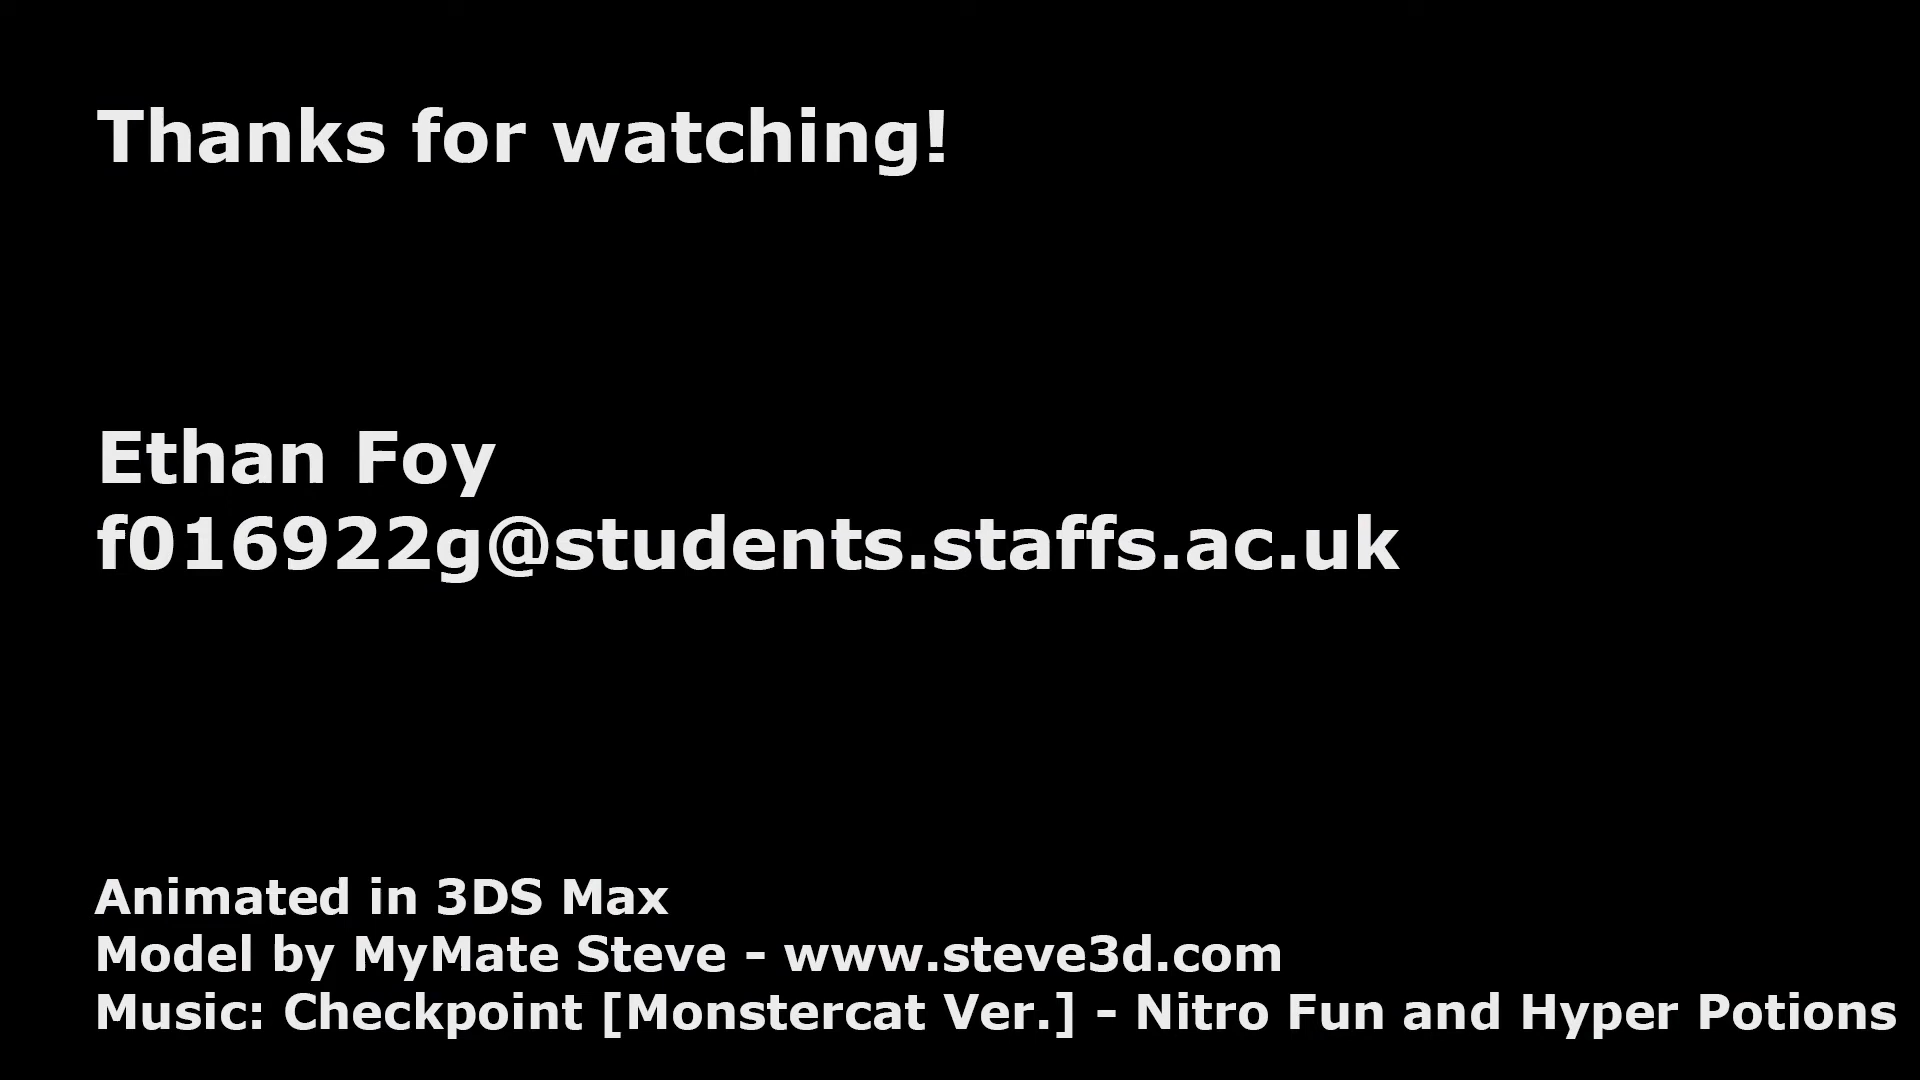 Thanks for watching!
Ethan Foy
f016922g@students.staffs.ac.uk
Animated in 3DS Max
Model by MyMate Steve - www.steve3d.com
Music: Checkpoint [Monstercat Ver.] - Nitro Fun and Hyper Potions